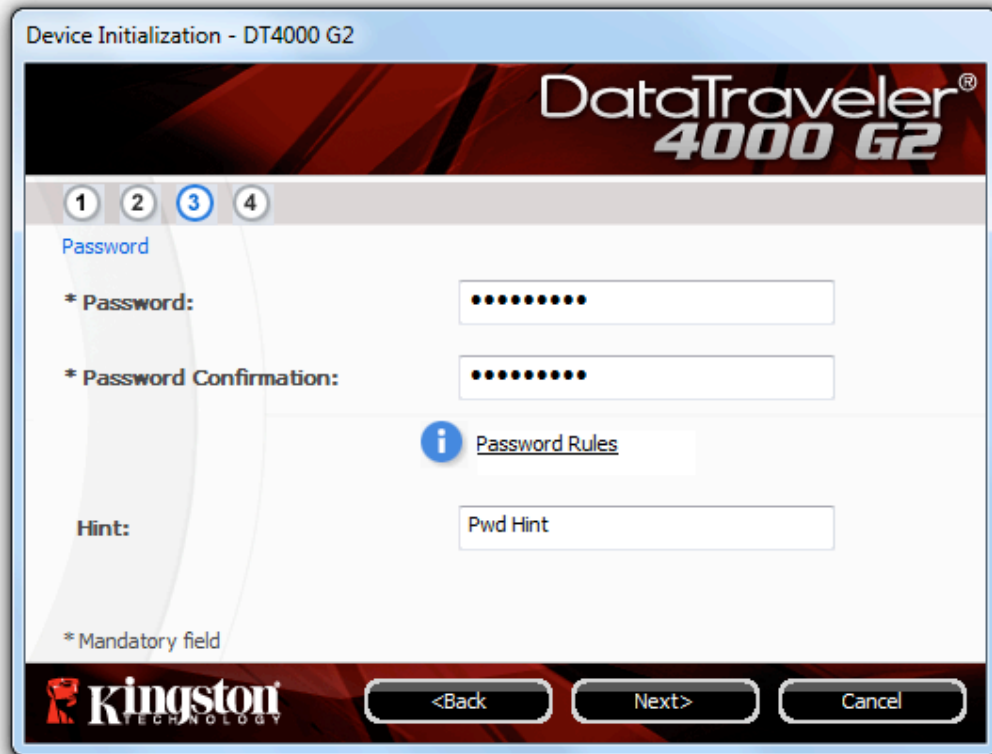 Device Initialization - DT4000 G2
DataTraveler®
4000 G2
1 2 3 4
Password
* Password: •••••••••
* Password Confirmation: •••••••••
i Password Rules
Hint: Pwd Hint
* Mandatory field
Kingston <Back Next> Cancel
TECHNOLOGY